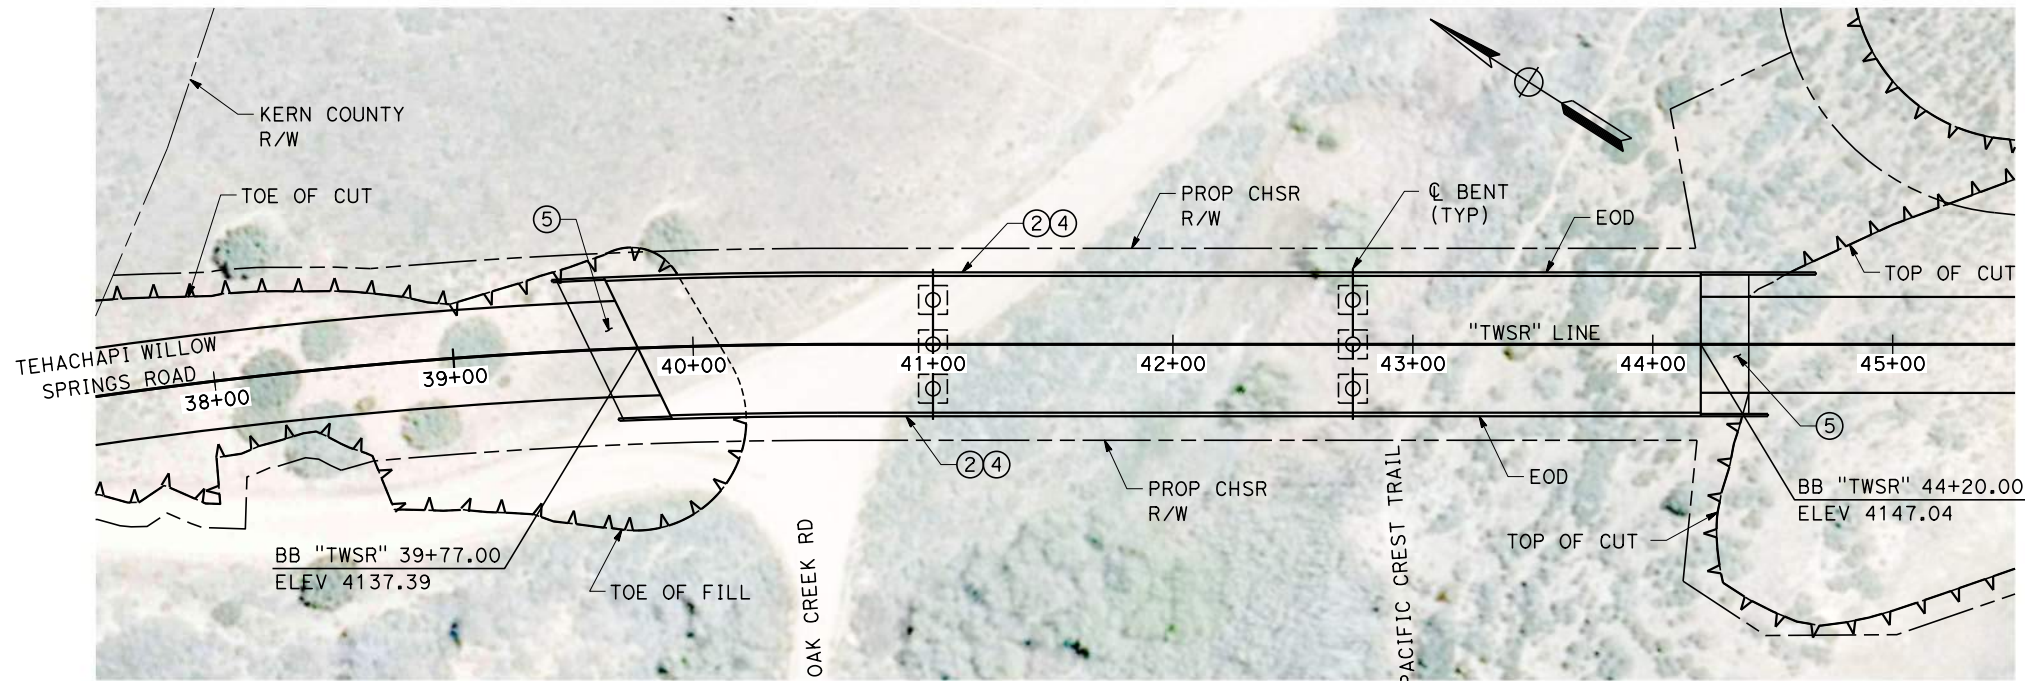 KERN COUNTY
R/W
TOE OF CUT
5
2 4
PROP CHSR
R/W
℄ BENT
(TYP)
EOD
TOP OF CUT
"TWSR" LINE
TEHACHAPI WILLOW
SPRINGS ROAD
38+00
39+00
40+00
41+00
42+00
43+00
44+00
45+00
5
2 4
EOD
PROP CHSR
R/W
BB "TWSR" 44+20.00
ELEV 4147.04
TOP OF CUT
BB "TWSR" 39+77.00
ELEV 4137.39
TOE OF FILL
OAK CREEK RD
PACIFIC CREST TRAIL